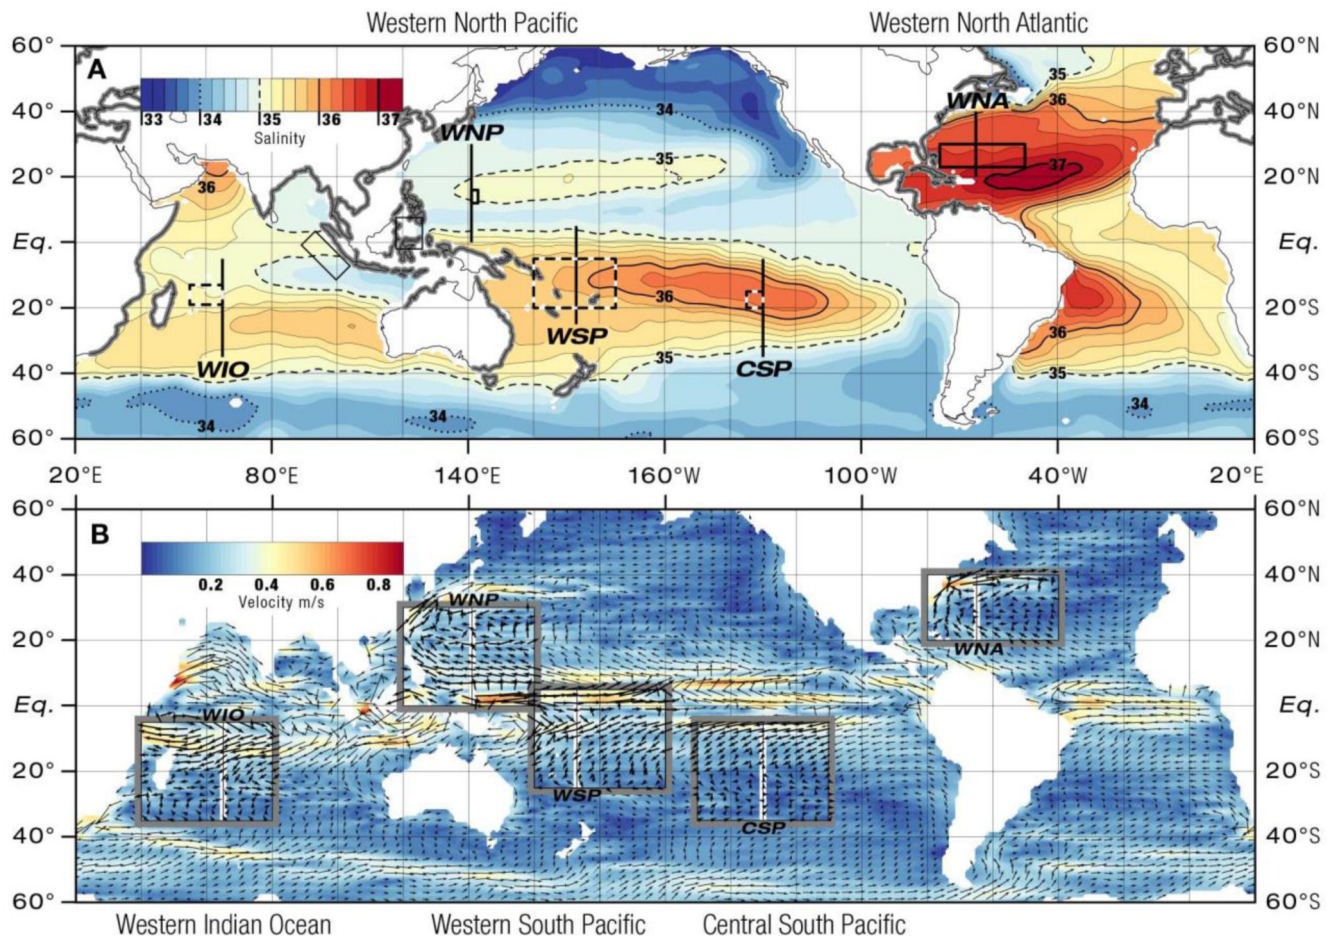 Western North Pacific Western North Atlantic
60° 60°N
A
35
36
40° 33 34 35 36 37 34 WNA 40°N
Salinity WNP
35 37
20° 36 20°N
Eq. Eq.
36
20° 20°S
WSP 36
WIO 35 CSP 35
40° 40°S
34 34 34
60° 60°S
20°E 80°E 140°E 160°W 100°W 40°W 20°E
60° 60°N
B
40° 0.2 0.4 0.6 0.8 40°N
Velocity m/s WNP
20° 20°N
WNA
Eq. WIO Eq.
20° 20°S
WSP
CSP
40° 40°S
60° 60°S
Western Indian Ocean Western South Pacific Central South Pacific